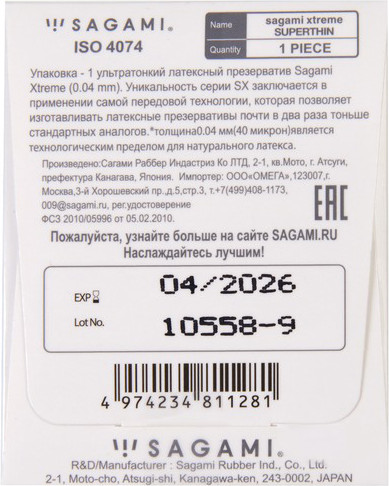 SAGAMI®
ISO 4074
Name sagami xtreme
SUPERTHIN
Quantity 1 PIECE
Упаковка - 1 ультратонкий латексный презерватив Sagami
Xtreme (0.04 mm). Уникальность серии SX заключается в
применении самой передовой технологии, которая позволяет
изготавливать латексные презервативы почти в два раза тоньше
стандартных аналогов.*толщина0.04 мм(40 микрон)является
технологическим пределом для натурального латекса.
Произведено:Сагами Раббер Индастриз Ко ЛТД, 2-1, кв.Мото, г. Атсуги,
префектура Канагава, Япония. Импортер: ООО«ОМЕГА»,123007,г.
Москва,3-й Хорошевский пр.,д.5,стр.3, т.+7(499)408-1173,
009@sagami.ru, рег.удостоверение
ФСЗ 2010/05996 от 05.02.2010.
EAC
Пожалуйста, узнайте больше на сайте SAGAMI.RU
Наслаждайтесь лучшим!
EXP 04/2026
Lot No. 10558-9
4 974234 811281
SAGAMI®
R&D/Manufacturer : Sagami Rubber Ind., Co., Ltd.
2-1, Moto-cho, Atsugi-shi, Kanagawa-ken, 243-0002, JAPAN